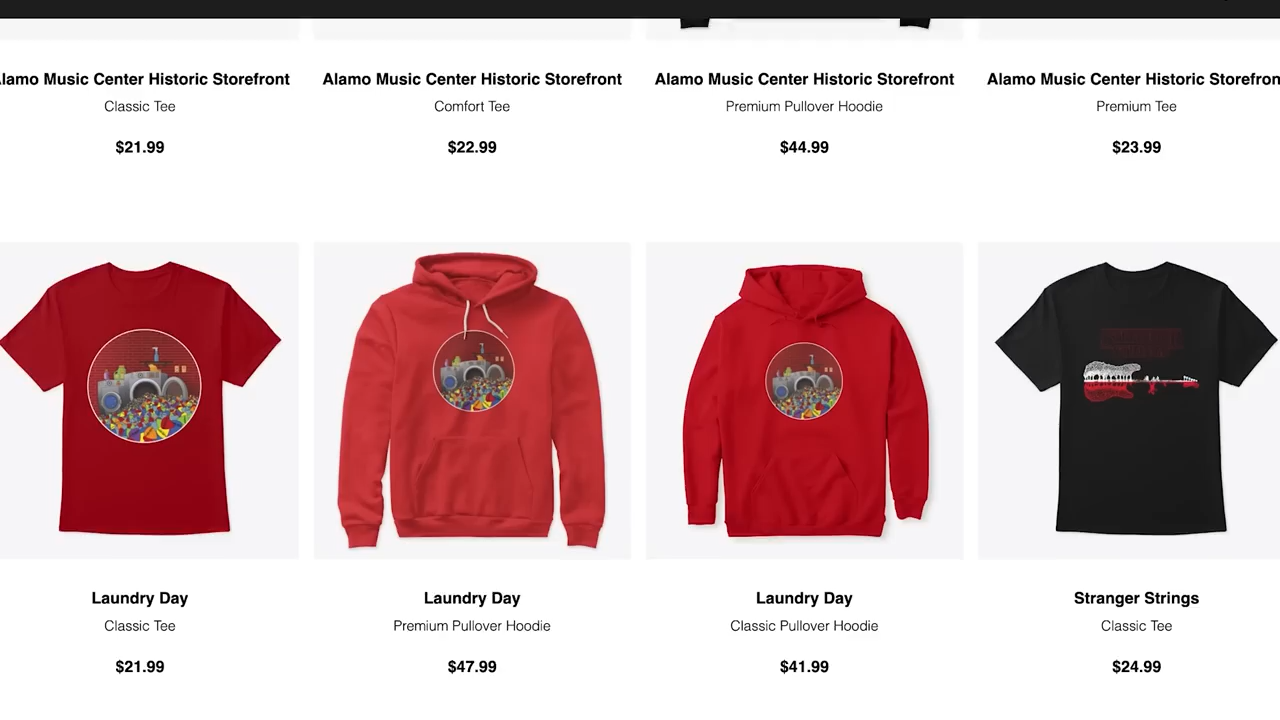 lamo Music Center Historic Storefront
Classic Tee
$21.99
Alamo Music Center Historic Storefront
Comfort Tee
$22.99
Alamo Music Center Historic Storefront
Premium Pullover Hoodie
$44.99
Alamo Music Center Historic Storefron
Premium Tee
$23.99
Laundry Day
Classic Tee
$21.99
Laundry Day
Premium Pullover Hoodie
$47.99
Laundry Day
Classic Pullover Hoodie
$41.99
Stranger Strings
Classic Tee
$24.99